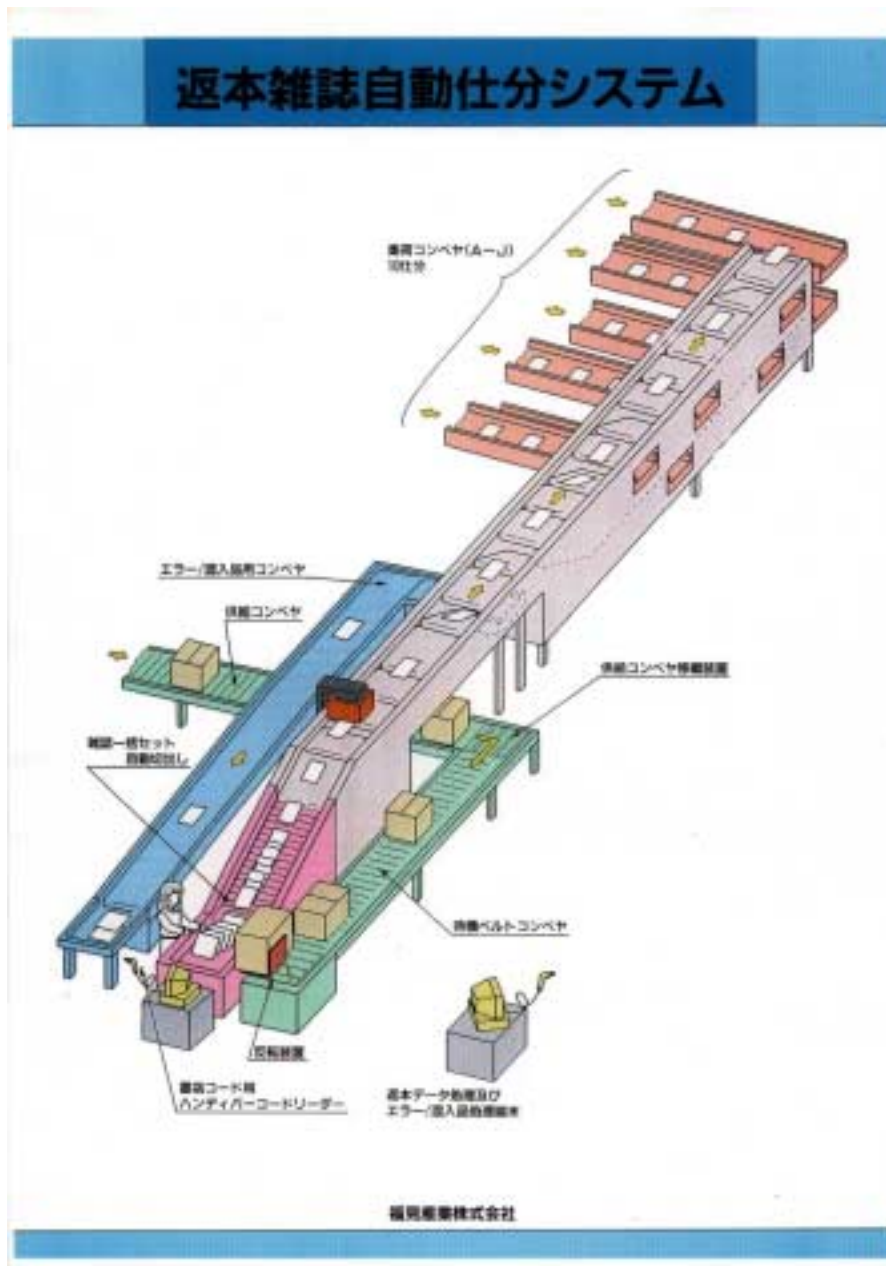 返本雑誌自動仕分システム
集荷コンベヤ(A–J)
10仕分
エラー/混入品用コンベヤ
供給コンベヤ
供給コンベヤ移載装置
雑誌一括セット
自動切出し
待機ベルトコンベヤ
反転装置
書店コード用
ハンディバーコードリーダー
返本データ処理及び
エラー/混入品処理端末
福見産業株式会社